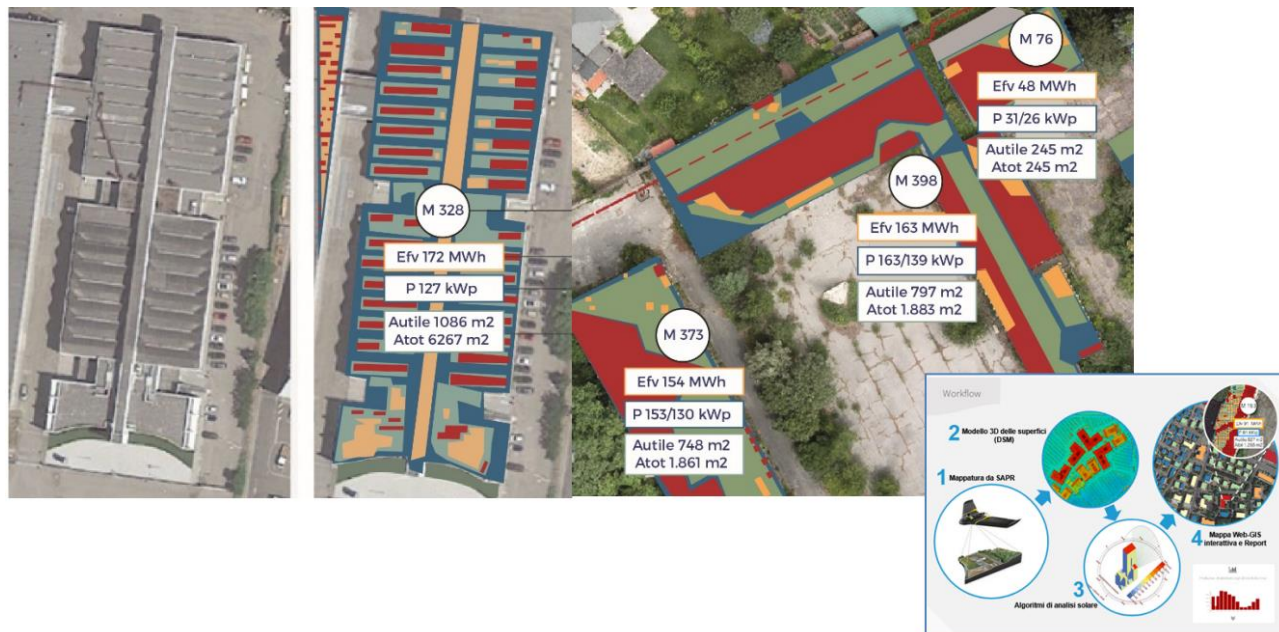 M 328
Efv 172 MWh
P 127 kWp
Autile 1086 m2
Atot 6267 m2
M 76
Efv 48 MWh
P 31/26 kWp
Autile 245 m2
Atot 245 m2
M 398
Efv 163 MWh
P 163/139 kWp
Autile 797 m2
Atot 1.883 m2
M 373
Efv 154 MWh
P 153/130 kWp
Autile 748 m2
Atot 1.861 m2
Workflow
2 Modello 3D delle superfici
(DSM)
1 Mappatura da SAPR
4
Mappa Web-GIS
interattiva e Report
3
Algoritmi di analisi solare